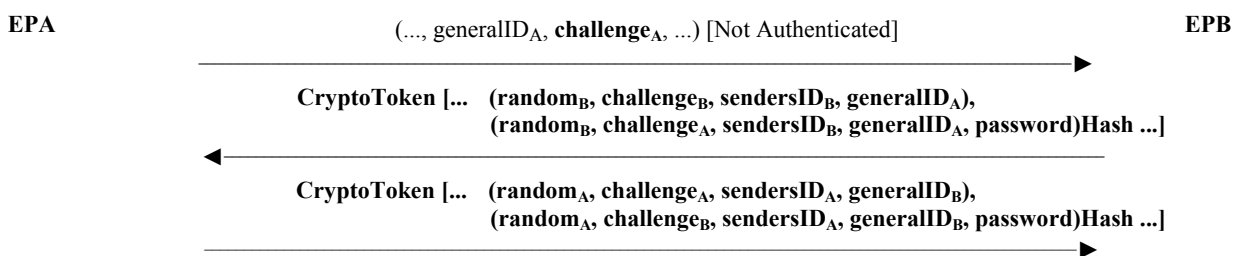 EPA (..., generalIDA, challengeA, ...) [Not Authenticated] EPB
CryptoToken [... (randomB, challengeB, sendersIDB, generalIDA),
(randomB, challengeA, sendersIDB, generalIDA, password)Hash ...]
CryptoToken [... (randomA, challengeA, sendersIDA, generalIDB),
(randomA, challengeB, sendersIDA, generalIDB, password)Hash ...]